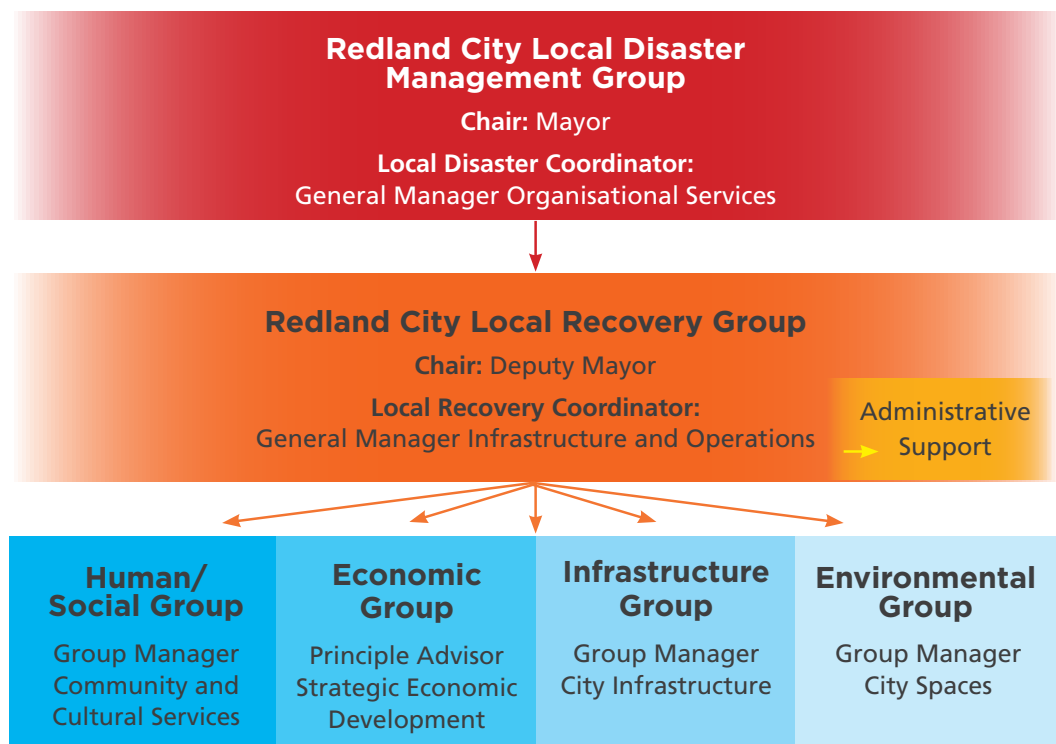 Redland City Local Disaster
Management Group
Chair: Mayor
Local Disaster Coordinator:
General Manager Organisational Services
Redland City Local Recovery Group
Chair: Deputy Mayor
Local Recovery Coordinator:
General Manager Infrastructure and Operations
Administrative
Support
Human/
Social Group
Group Manager
Community and
Cultural Services
Economic
Group
Principle Advisor
Strategic Economic
Development
Infrastructure
Group
Group Manager
City Infrastructure
Environmental
Group
Group Manager
City Spaces